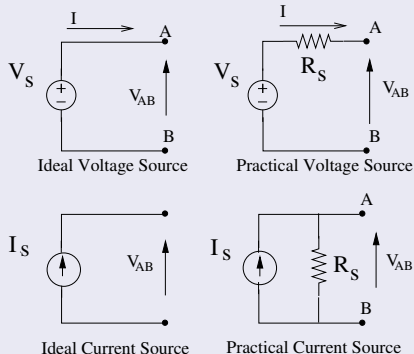 I
A
V_S
+
−
V_AB
B
Ideal Voltage Source
I
A
R_S
V_S
+
−
V_AB
B
Practical Voltage Source
I_S
V_AB
Ideal Current Source
A
I_S
R_S
V_AB
B
Practical Current Source